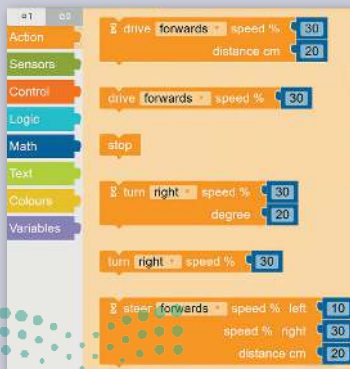 Action
Sensors
Control
Logic
Math
Text
Colours
Variables
drive forwards speed % 30
distance cm 20
drive forwards speed % 30
stop
turn right speed % 30
degree 20
turn right speed % 30
steer forwards speed % left 10
speed % right 30
distance cm 20